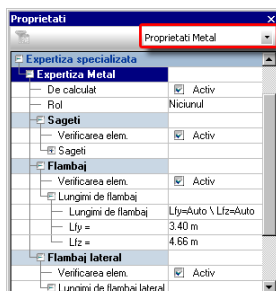 Proprietati
Proprietati Metal
Expertiza specializata
Expertiza Metal
De calculat Activ
Rol Niciunul
Sageti
Verificarea elem. Activ
Sageti
Flambaj
Verificarea elem. Activ
Lungimi de flambaj
Lungimi de flambaj Lfy=Auto \ Lfz=Auto
Lfy = 3.40 m
Lfz = 4.66 m
Flambaj lateral
Verificarea elem. Activ
Lungimi de flambaj lateral